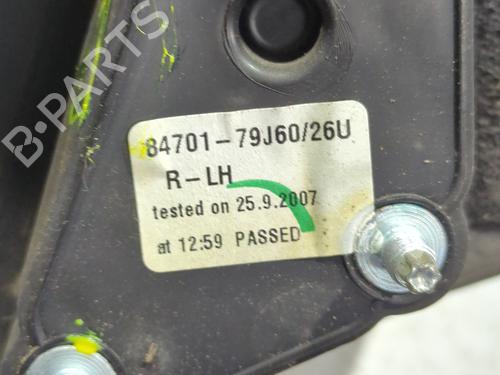 B-PARTS
84701-79J60/26U
R-LH
tested on 25.9.2007
at 12:59 PASSED